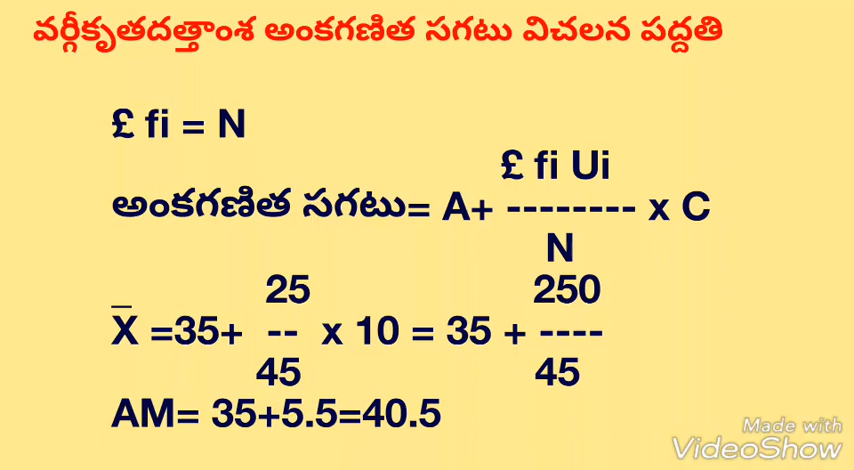 వర్గీకృతదత్తాంశ అంకగణిత సగటు విచలన పద్దతి
£ fi = N
£ fi Ui
అంకగణిత సగటు= A+ -------- x C
N
_ 25 250
X =35+ -- x 10 = 35 + ----
45 45
AM= 35+5.5=40.5
Made with
VideoShow